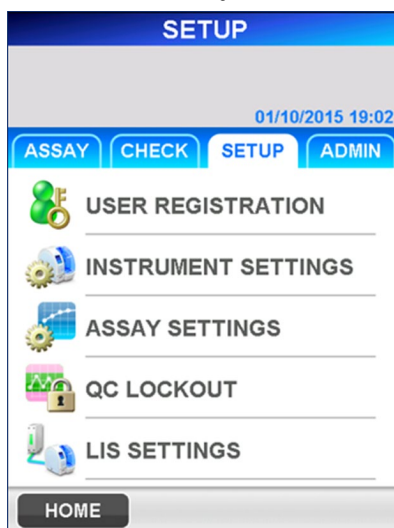 SETUP
01/10/2015 19:02
ASSAY CHECK SETUP ADMIN
USER REGISTRATION
INSTRUMENT SETTINGS
ASSAY SETTINGS
QC LOCKOUT
LIS SETTINGS
HOME